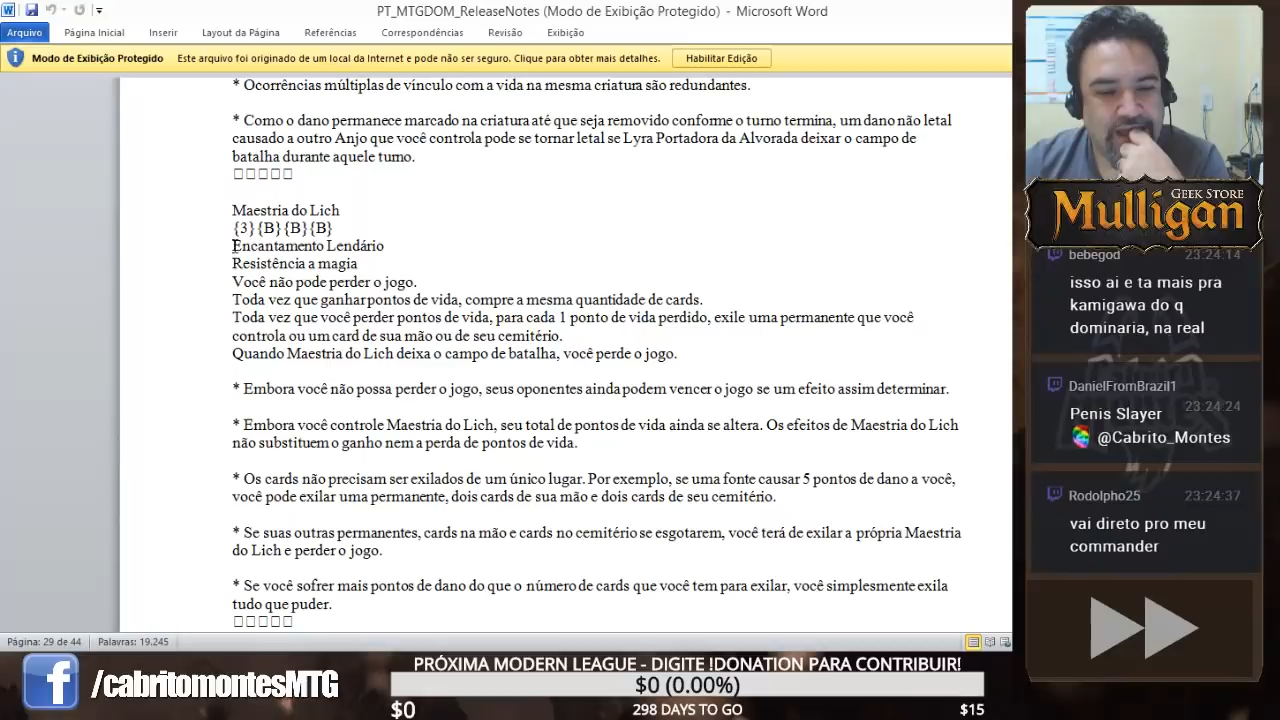 PT_MTGDOM_ReleaseNotes (Modo de Exibição Protegido) - Microsoft Word
Arquivo Página Inicial Inserir Layout da Página Referências Correspondências Revisão Exibição
Modo de Exibição Protegido Este arquivo foi originado de um local da Internet e pode não ser seguro. Clique para obter mais detalhes. Habilitar Edição
* Ocorrências múltiplas de vínculo com a vida na mesma criatura são redundantes.
* Como o dano permanece marcado na criatura até que seja removido conforme o turno termina, um dano não letal
causado a outro Anjo que você controla pode se tornar letal se Lyra Portadora da Alvorada deixar o campo de
batalha durante aquele turno.
Maestria do Lich
{3}{B}{B}{B}
Encantamento Lendário
Resistência a magia
Você não pode perder o jogo.
Toda vez que ganhar pontos de vida, compre a mesma quantidade de cards.
Toda vez que você perder pontos de vida, para cada 1 ponto de vida perdido, exile uma permanente que você
controla ou um card de sua mão ou de seu cemitério.
Quando Maestria do Lich deixa o campo de batalha, você perde o jogo.
* Embora você não possa perder o jogo, seus oponentes ainda podem vencer o jogo se um efeito assim determinar.
* Embora você controle Maestria do Lich, seu total de pontos de vida ainda se altera. Os efeitos de Maestria do Lich
não substituem o ganho nem a perda de pontos de vida.
* Os cards não precisam ser exilados de um único lugar. Por exemplo, se uma fonte causar 5 pontos de dano a você,
você pode exilar uma permanente, dois cards de sua mão e dois cards de seu cemitério.
* Se suas outras permanentes, cards na mão e cards no cemitério se esgotarem, você terá de exilar a própria Maestria
do Lich e perder o jogo.
* Se você sofrer mais pontos de dano do que o número de cards que você tem para exilar, você simplesmente exila
tudo que puder.
Página: 29 de 44 Palavras: 19.245
GEEK STORE
Mulligan
bebegod 23:24:14
isso ai e ta mais pra
kamigawa do q
dominaria, na real
DanielFromBrazil1
Penis Slayer 23:24:24
@Cabrito_Montes
Rodolpho25 23:24:37
vai direto pro meu
commander
/cabritomontesMTG
PRÓXIMA MODERN LEAGUE - DIGITE !DONATION PARA CONTRIBUIR!
$0 (0.00%)
$0 298 DAYS TO GO $15